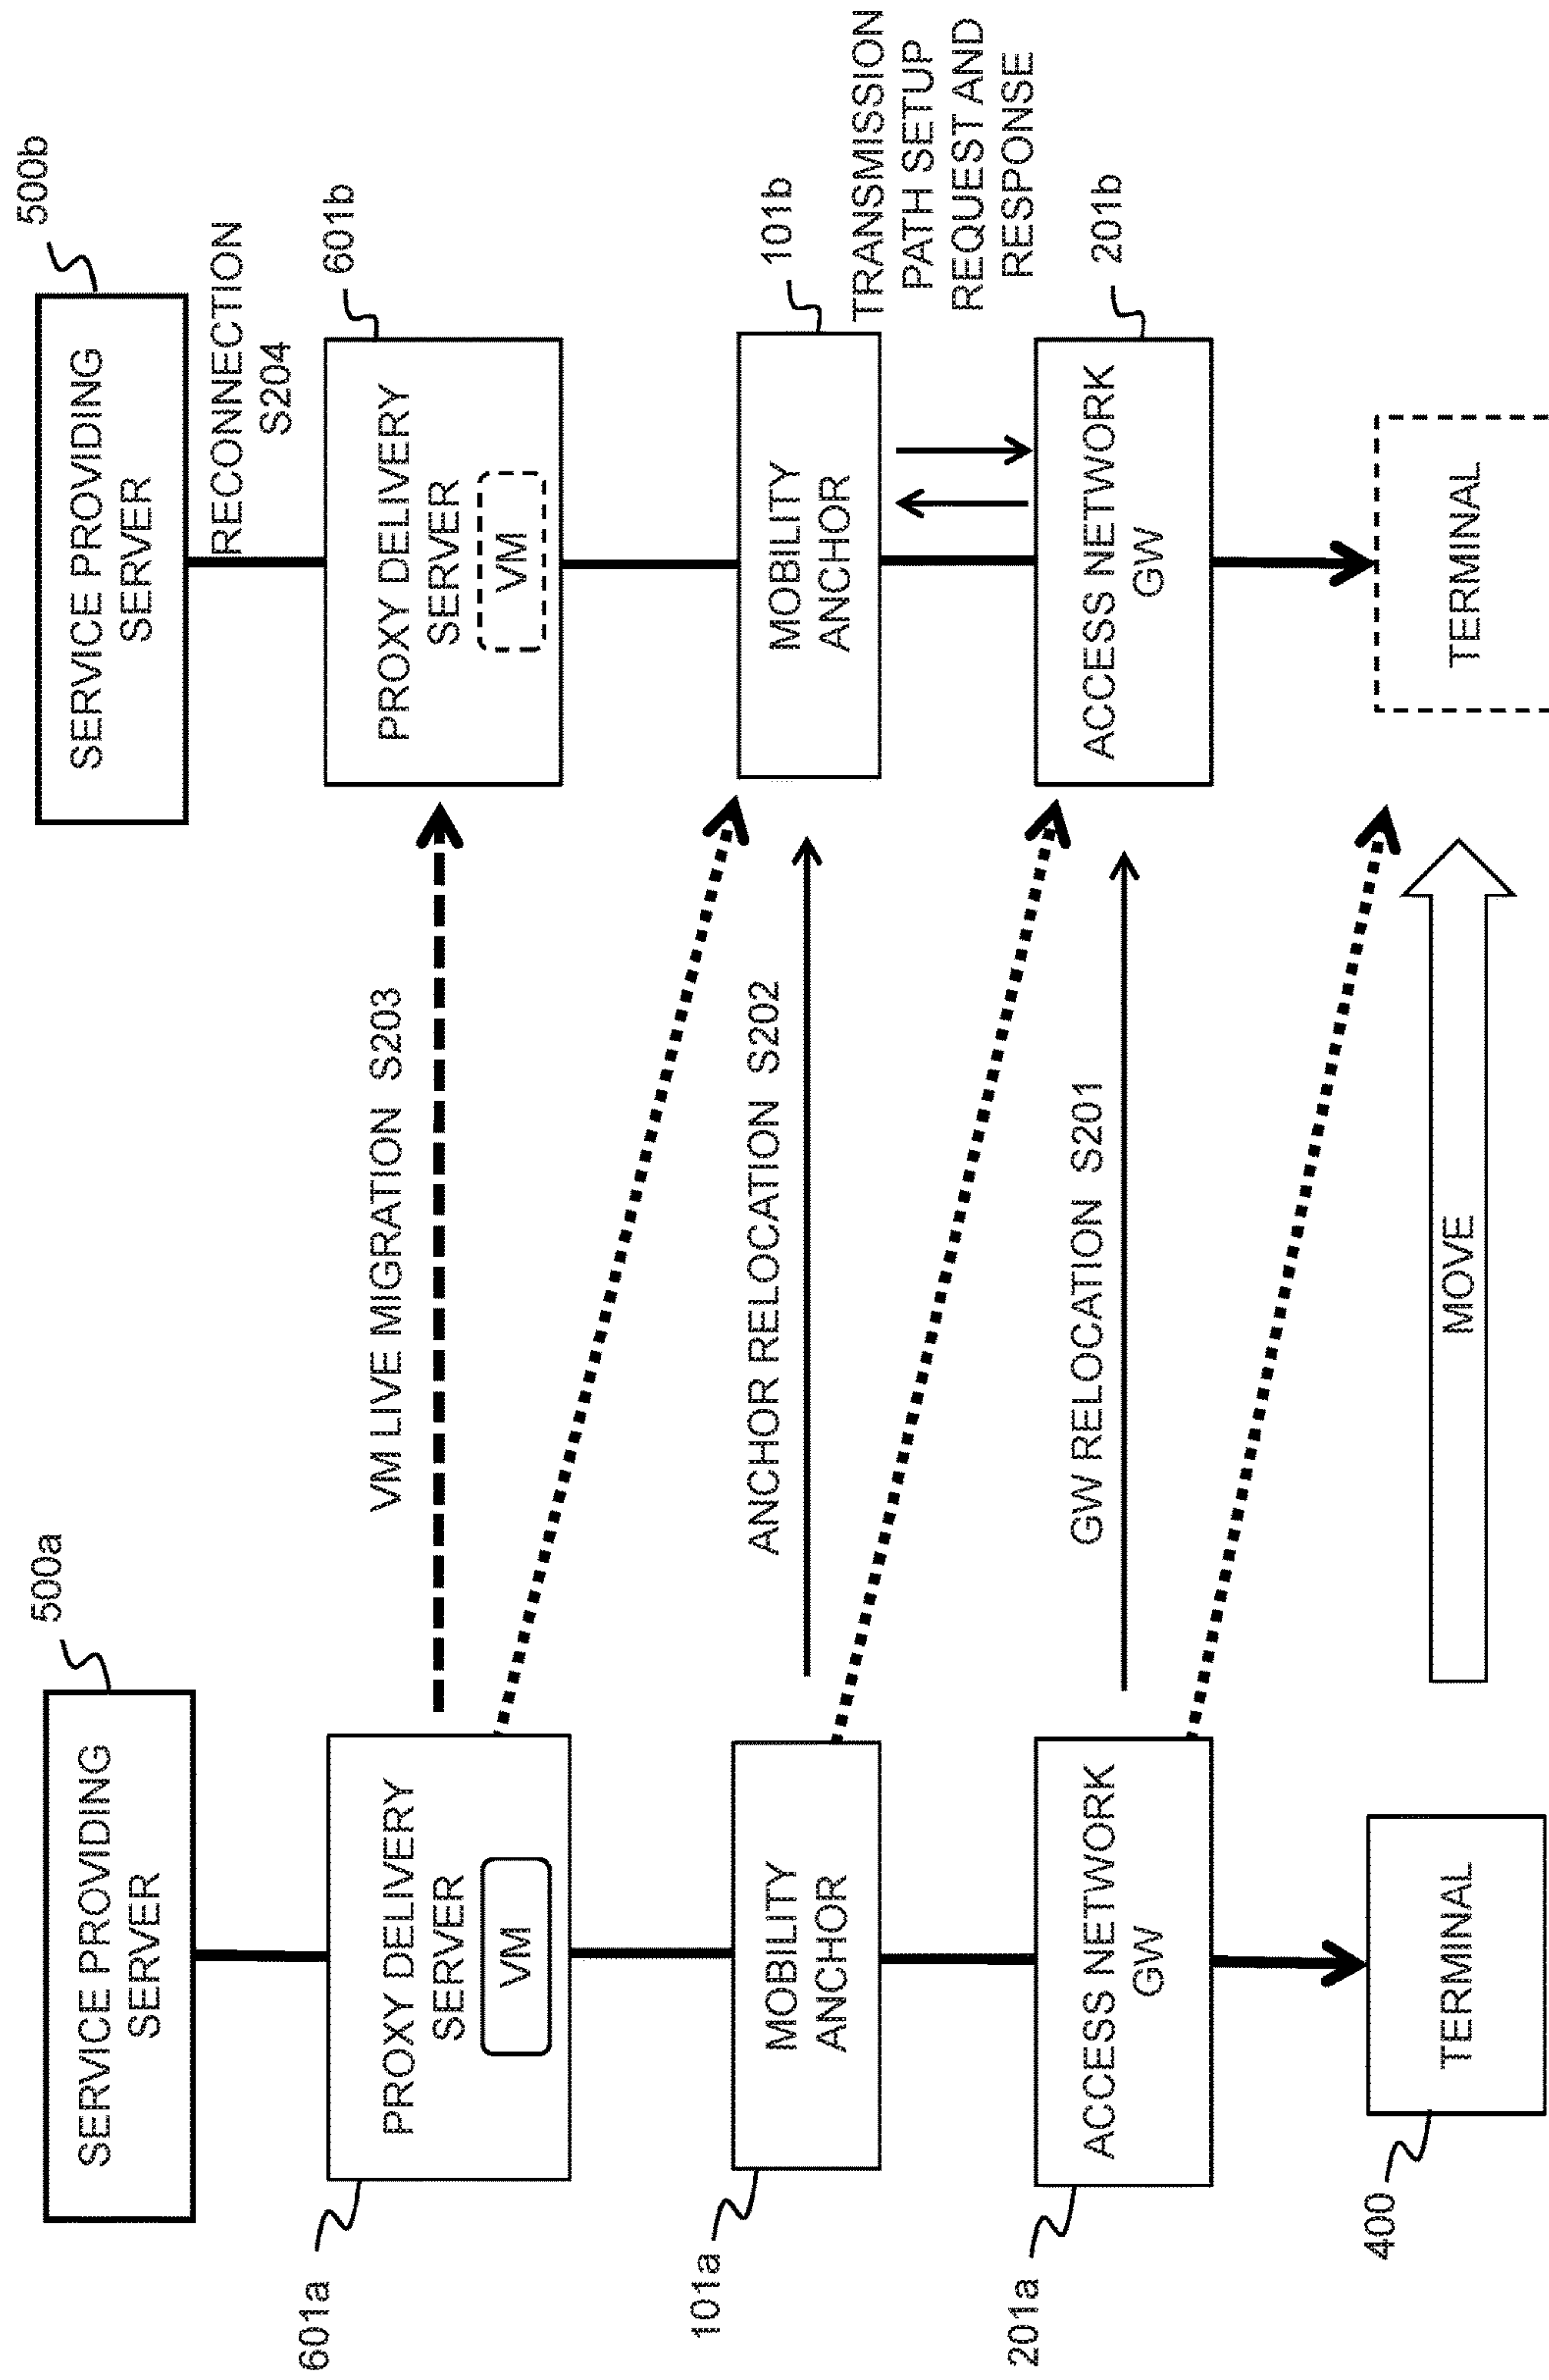 500a
SERVICE PROVIDING
SERVER
601a
PROXY DELIVERY
SERVER
VM
101a
MOBILITY
ANCHOR
201a
ACCESS NETWORK
GW
400
TERMINAL
VM LIVE MIGRATION S203
ANCHOR RELOCATION S202
GW RELOCATION S201
MOVE
500b
SERVICE PROVIDING
SERVER
RECONNECTION
S204
601b
PROXY DELIVERY
SERVER
VM
101b
MOBILITY
ANCHOR
TRANSMISSION
PATH SETUP
REQUEST AND
RESPONSE
201b
ACCESS NETWORK
GW
TERMINAL